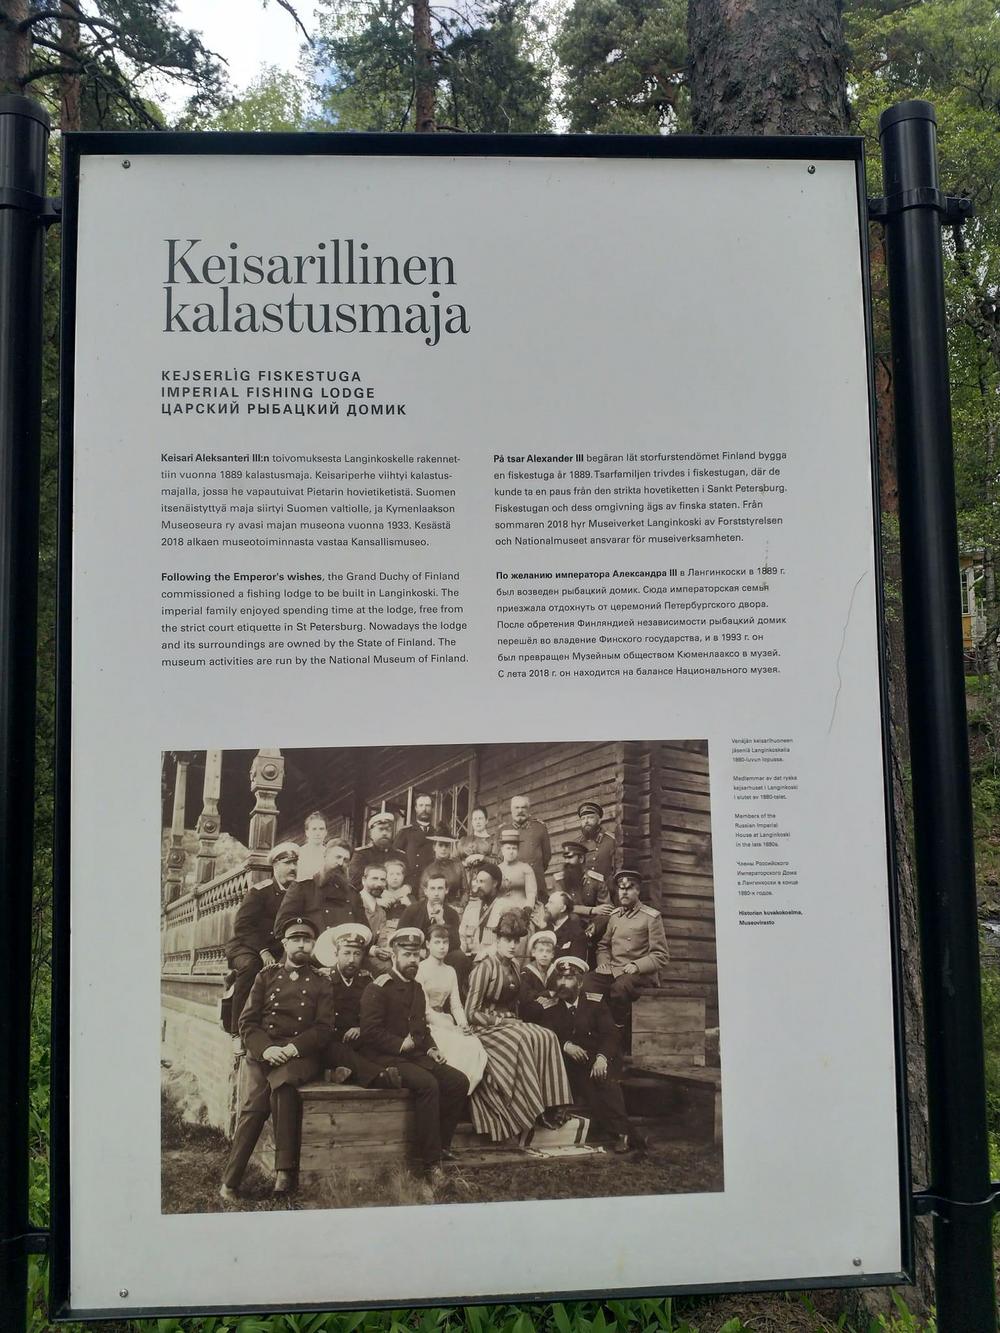 Keisarillinen
kalastusmaja
KEJSERLÌG FISKESTUGA
IMPERIAL FISHING LODGE
ЦАРСКИЙ РЫБАЦКИЙ ДОМИК
Keisari Aleksanteri III:n toivomuksesta Langinkoskelle rakennet-
tiin vuonna 1889 kalastusmaja. Keisariperhe viihtyi kalastus-
majalla, jossa he vapautuivat Pietarin hovietiketistä. Suomen
itsenäistyttyä maja siirtyi Suomen valtiolle, ja Kymenlaakson
Museoseura ry avasi majan museona vuonna 1933. Kesästä
2018 alkaen museotoiminnasta vastaa Kansallismuseo.
Following the Emperor's wishes, the Grand Duchy of Finland
commissioned a fishing lodge to be built in Langinkoski. The
imperial family enjoyed spending time at the lodge, free from
the strict court etiquette in St Petersburg. Nowadays the lodge
and its surroundings are owned by the State of Finland. The
museum activities are run by the National Museum of Finland.
På tsar Alexander III begäran lät storfurstendömet Finland bygga
en fiskestuga år 1889. Tsarfamiljen trivdes i fiskestugan, där de
kunde ta en paus från den strikta hovetiketten i Sankt Petersburg.
Fiskestugan och dess omgivning ägs av finska staten. Från
sommaren 2018 hyr Museiverket Langinkoski av Forststyrelsen
och Nationalmuseet ansvarar för museiverksamheten.
По желанию императора Александра III в Лангинкоски в 1889 г.
был возведен рыбацкий домик. Сюда императорская семья
приезжала отдохнуть от церемоний Петербургского двора.
После обретения Финляндией независимости рыбацкий домик
перешёл во владение Финского государства, и в 1993 г. он
был превращен Музейным обществом Кюменлааксо в музей.
С лета 2018 г. он находится на балансе Национального музея.
Venäjän keisarihuoneen
jäseniä Langinkoskella
1880-luvun lopussa.
Medlemmar av det ryska
kejsarhuset i Langinkoski
i slutet av 1880-talet.
Members of the
Russian Imperial
House at Langinkoski
in the late 1880s.
Члены Российского
Императорского Дома
в Лангинкоски в конце
1880-х годов.
Historian kuvakokoelma,
Museovirasto